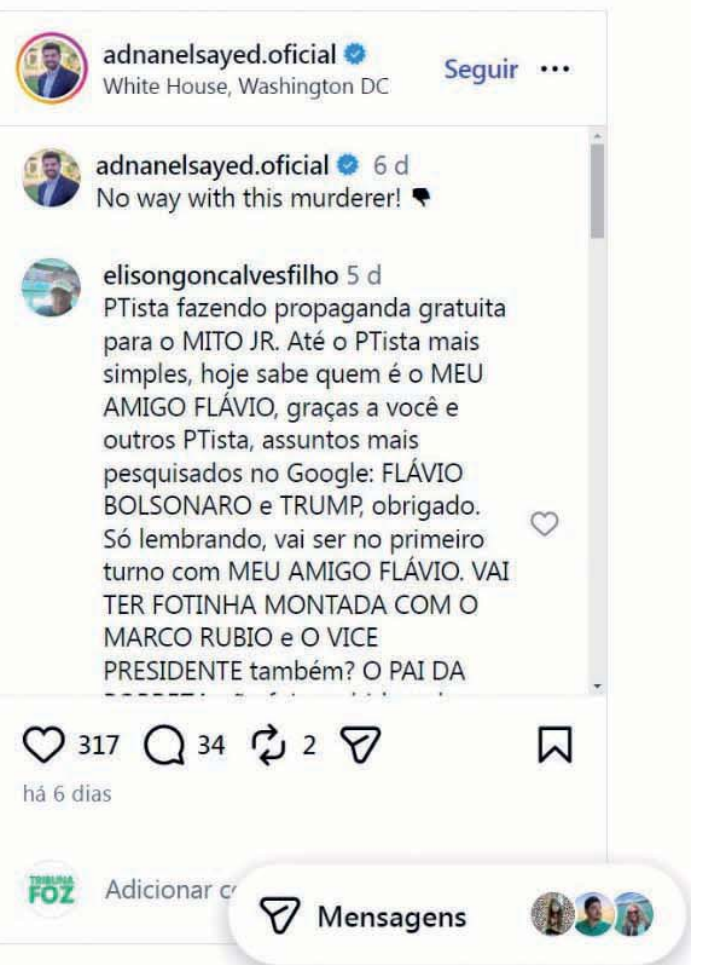 adnanelsayed.oficial
White House, Washington DC
Seguir
adnanelsayed.oficial 6 d
No way with this murderer!
elisongoncalvesfilho 5 d
PTista fazendo propaganda gratuita
para o MITO JR. Até o PTista mais
simples, hoje sabe quem é o MEU
AMIGO FLÁVIO, graças a você e
outros PTista, assuntos mais
pesquisados no Google: FLÁVIO
BOLSONARO e TRUMP, obrigado.
Só lembrando, vai ser no primeiro
turno com MEU AMIGO FLÁVIO. VAI
TER FOTINHA MONTADA COM O
MARCO RUBIO e O VICE
PRESIDENTE também? O PAI DA
317 34 2
há 6 dias
TRIBUNA
FOZ
Adicionar
Mensagens